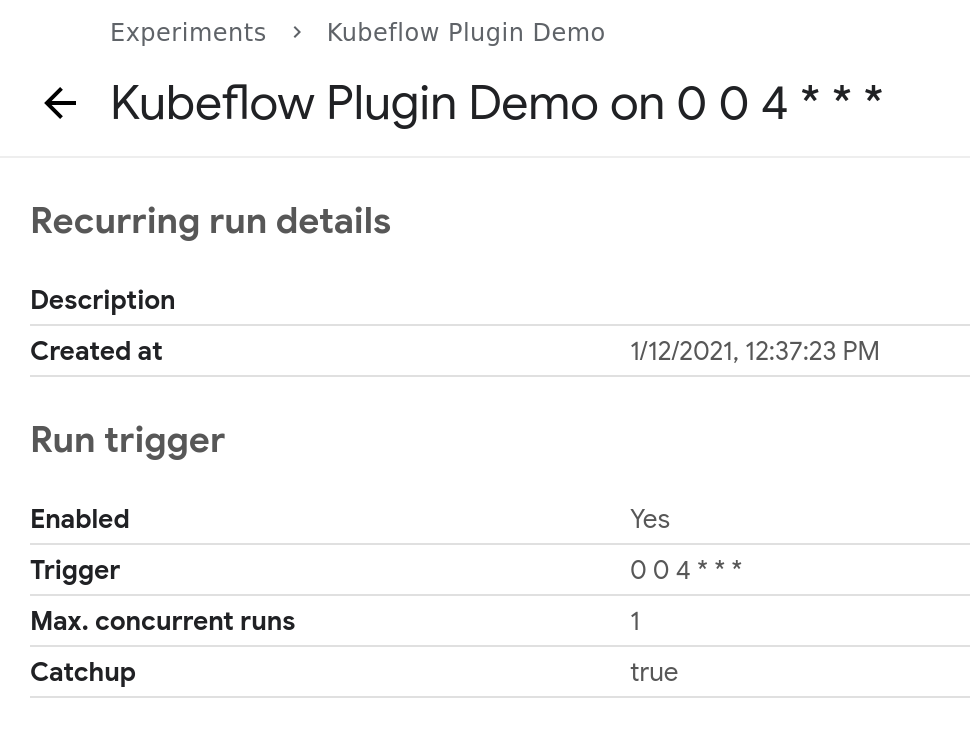 Experiments > Kubeflow Plugin Demo
Kubeflow Plugin Demo on 0 0 4 * * *
Recurring run details
Description
Created at 1/12/2021, 12:37:23 PM
Run trigger
Enabled Yes
Trigger 0 0 4 * * *
Max. concurrent runs 1
Catchup true